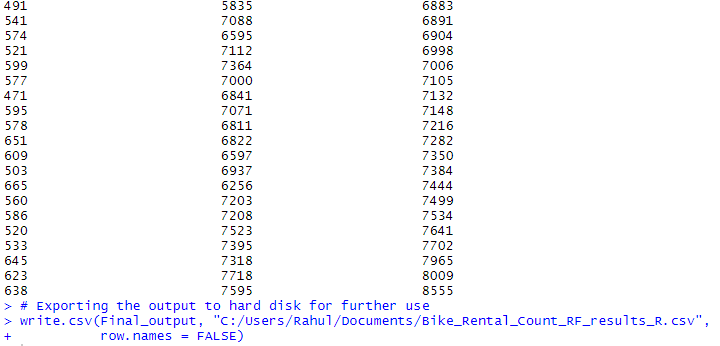 491 5835 6883
541 7088 6891
574 6595 6904
521 7112 6998
599 7364 7006
577 7000 7105
471 6841 7132
595 7071 7148
578 6811 7216
651 6822 7282
609 6597 7350
503 6937 7384
665 6256 7444
560 7203 7499
586 7208 7534
520 7523 7641
533 7395 7702
645 7318 7965
623 7718 8009
638 7595 8555
> # Exporting the output to hard disk for further use
> write.csv(Final_output, "C:/Users/Rahul/Documents/Bike_Rental_Count_RF_results_R.csv",
+ row.names = FALSE)